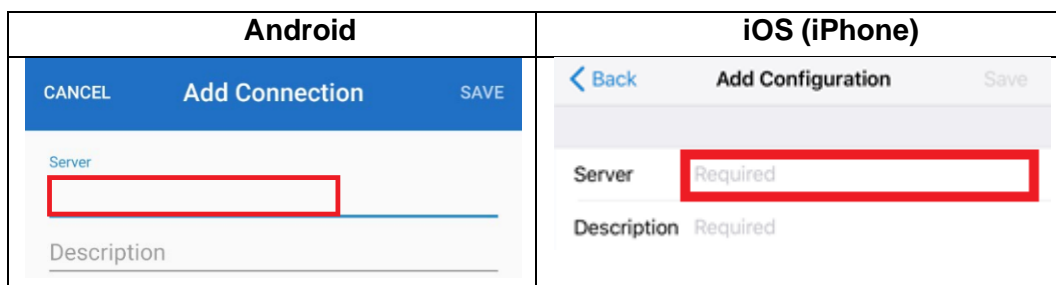 Android
iOS (iPhone)
CANCEL Add Connection SAVE
Server
Description
Back Add Configuration Save
Server Required
Description Required